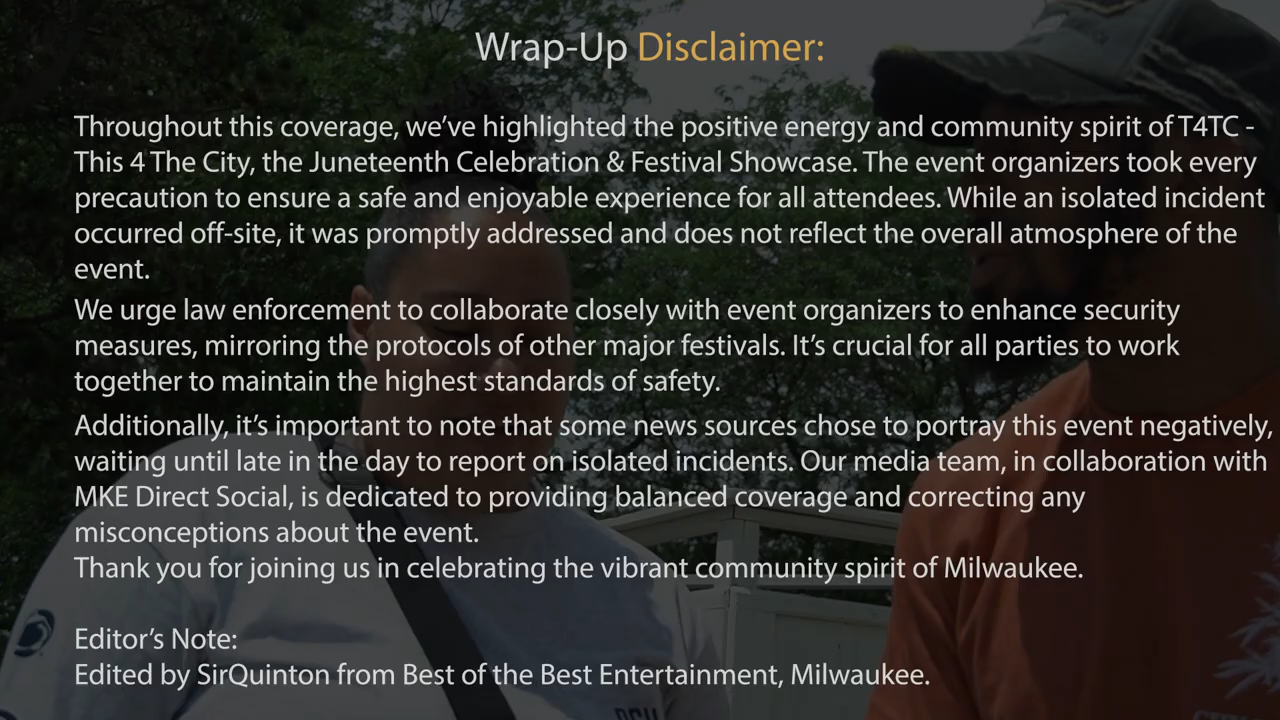 Wrap-Up Disclaimer:
Throughout this coverage, we’ve highlighted the positive energy and community spirit of T4TC -
This 4 The City, the Juneteenth Celebration & Festival Showcase. The event organizers took every
precaution to ensure a safe and enjoyable experience for all attendees. While an isolated incident
occurred off-site, it was promptly addressed and does not reflect the overall atmosphere of the
event.
We urge law enforcement to collaborate closely with event organizers to enhance security
measures, mirroring the protocols of other major festivals. It’s crucial for all parties to work
together to maintain the highest standards of safety.
Additionally, it’s important to note that some news sources chose to portray this event negatively,
waiting until late in the day to report on isolated incidents. Our media team, in collaboration with
MKE Direct Social, is dedicated to providing balanced coverage and correcting any
misconceptions about the event.
Thank you for joining us in celebrating the vibrant community spirit of Milwaukee.
Editor’s Note:
Edited by SirQuinton from Best of the Best Entertainment, Milwaukee.